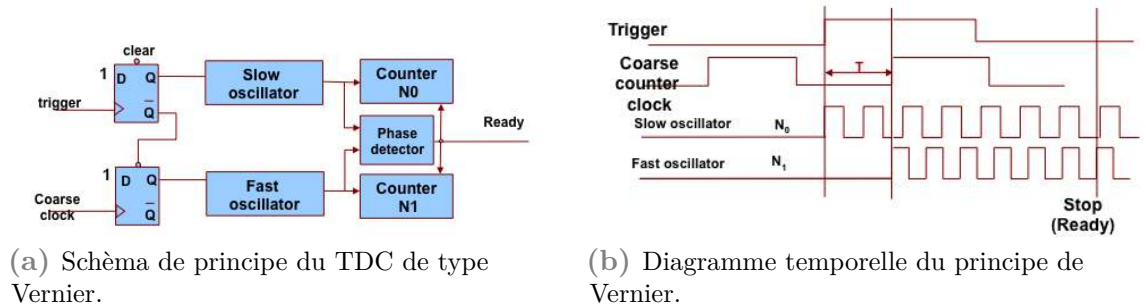 clear
1
D
Q
Q
trigger
Slow
oscillator
Counter
N0
Phase
detector
Ready
1
D
Q
Q
Coarse
clock
Fast
oscillator
Counter
N1
Trigger
T
Coarse
counter
clock
Slow oscillator N₀
Fast oscillator N₁
Stop
(Ready)
(a) Schèma de principe du TDC de type
Vernier.
(b) Diagramme temporelle du principe de
Vernier.